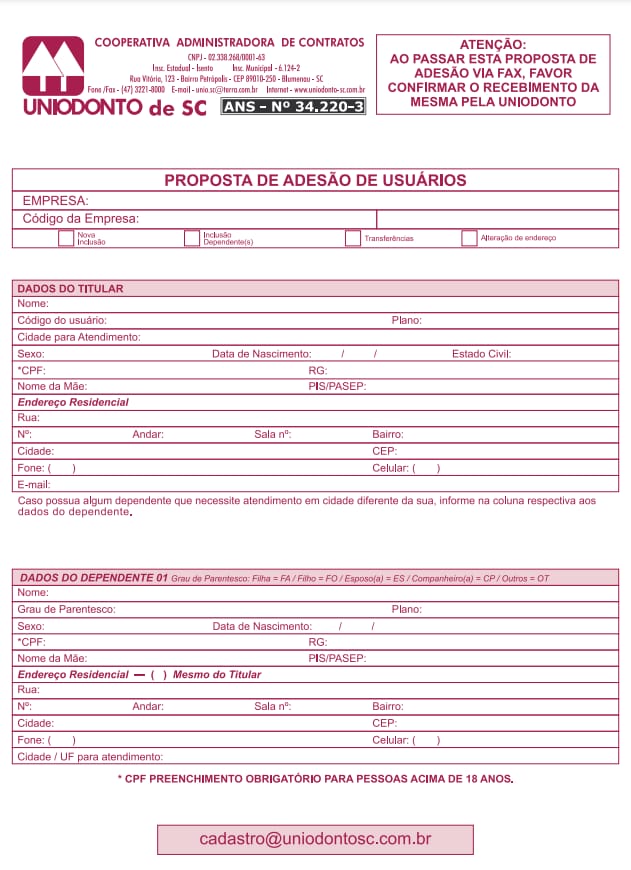 COOPERATIVA ADMINISTRADORA DE CONTRATOS
CNPJ - 02.338.268/0001-63
Insc. Estadual - Isento Insc. Municipal - 6.124-2
Rua Vitória, 123 - Bairro Petrópolis - CEP 89010-250 - Blumenau - SC
Fone /Fax - (47) 3221-8000 E-mail - unio.sc@terra.com.br Internet - www.uniodonto-sc.com.br
UNIODONTO de SC ANS - Nº 34.220-3
ATENÇÃO:
AO PASSAR ESTA PROPOSTA DE
ADESÃO VIA FAX, FAVOR
CONFIRMAR O RECEBIMENTO DA
MESMA PELA UNIODONTO
PROPOSTA DE ADESÃO DE USUÁRIOS
EMPRESA:
Código da Empresa:
Nova
Inclusão
Inclusão
Dependente(s)
Transferências
Alteração de endereço
DADOS DO TITULAR
Nome:
Código do usuário: Plano:
Cidade para Atendimento:
Sexo: Data de Nascimento: / / Estado Civil:
*CPF: RG:
Nome da Mãe: PIS/PASEP:
Endereço Residencial
Rua:
Nº: Andar: Sala nº: Bairro:
Cidade: CEP:
Fone: ( ) Celular: ( )
E-mail:
Caso possua algum dependente que necessite atendimento em cidade diferente da sua, informe na coluna respectiva aos
dados do dependente.
DADOS DO DEPENDENTE 01 Grau de Parentesco: Filha = FA / Filho = FO / Esposo(a) = ES / Companheiro(a) = CP / Outros = OT
Nome:
Grau de Parentesco: Plano:
Sexo: Data de Nascimento: / /
*CPF: RG:
Nome da Mãe: PIS/PASEP:
Endereço Residencial — ( ) Mesmo do Titular
Rua:
Nº: Andar: Sala nº: Bairro:
Cidade: CEP:
Fone: ( ) Celular: ( )
Cidade / UF para atendimento:
* CPF PREENCHIMENTO OBRIGATÓRIO PARA PESSOAS ACIMA DE 18 ANOS.
cadastro@uniodontosc.com.br